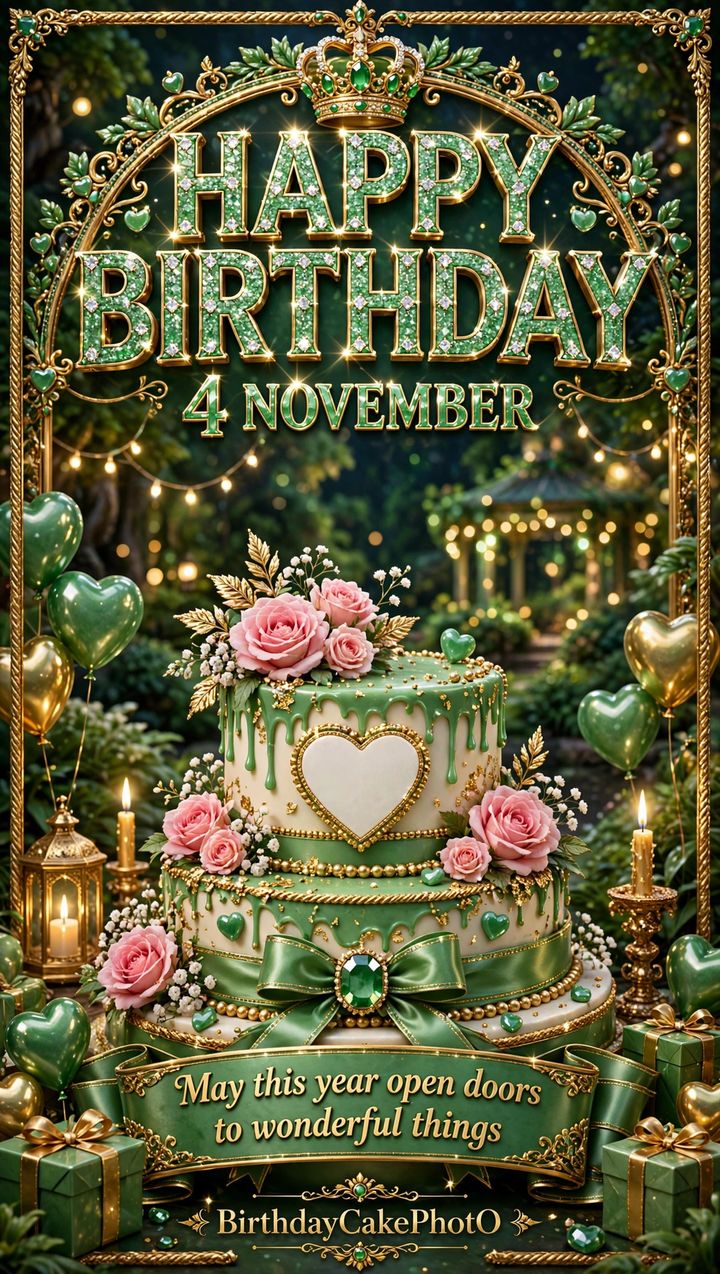 HAPPY
BIRTHDAY
4 NOVEMBER
May this year open doors
to wonderful things
BirthdayCakePhotO